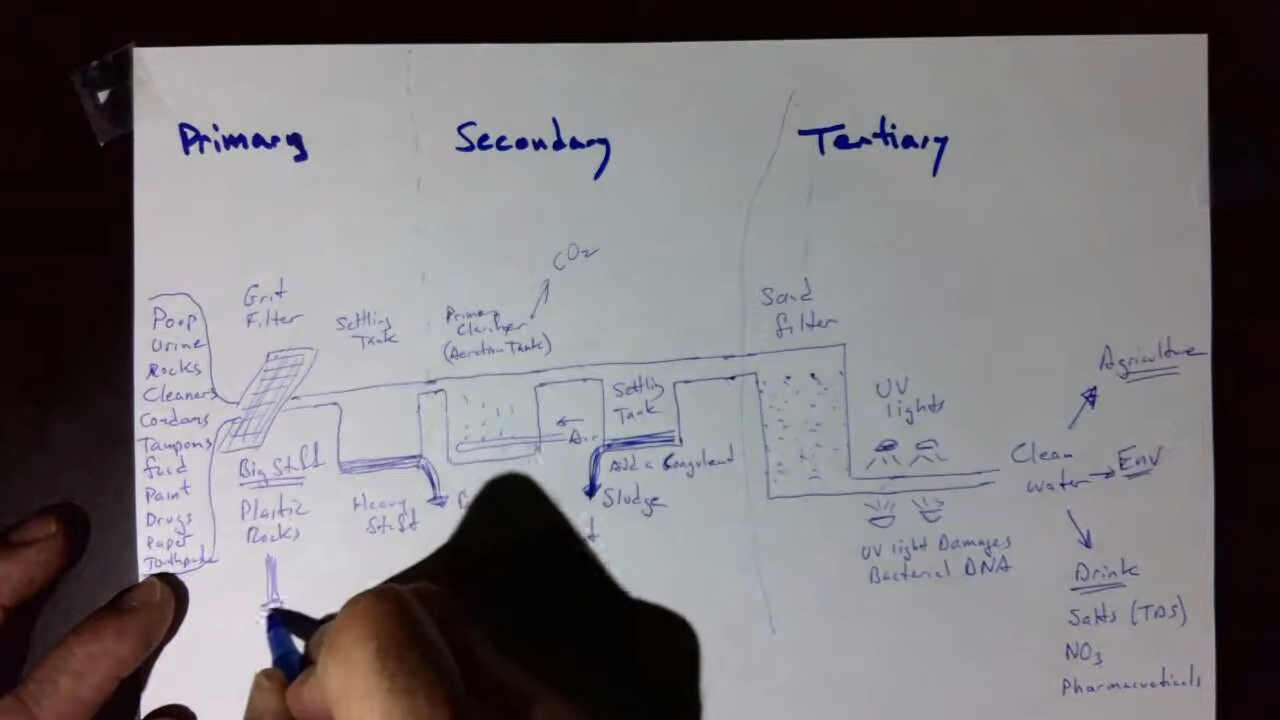 Primary
Secondary
Tertiary
CO2
Grit
Filter
Settling
Tank
Primary
Clarifier
(Aeration Tank)
Sand
filter
Poop
Urine
Rocks
Cleaners
Condoms
Tampons
food
Paint
Drugs
Paper
Toothpaste
Big Stuff
Plastic
Rocks
Heavy
Stuff
Air
Settling
Tank
Add a Coagulant
Sludge
UV
lights
UV light Damages
Bacterial DNA
Clean
water
Agriculture
Env
Drink
Salts (TDS)
NO3
Pharmaceuticals